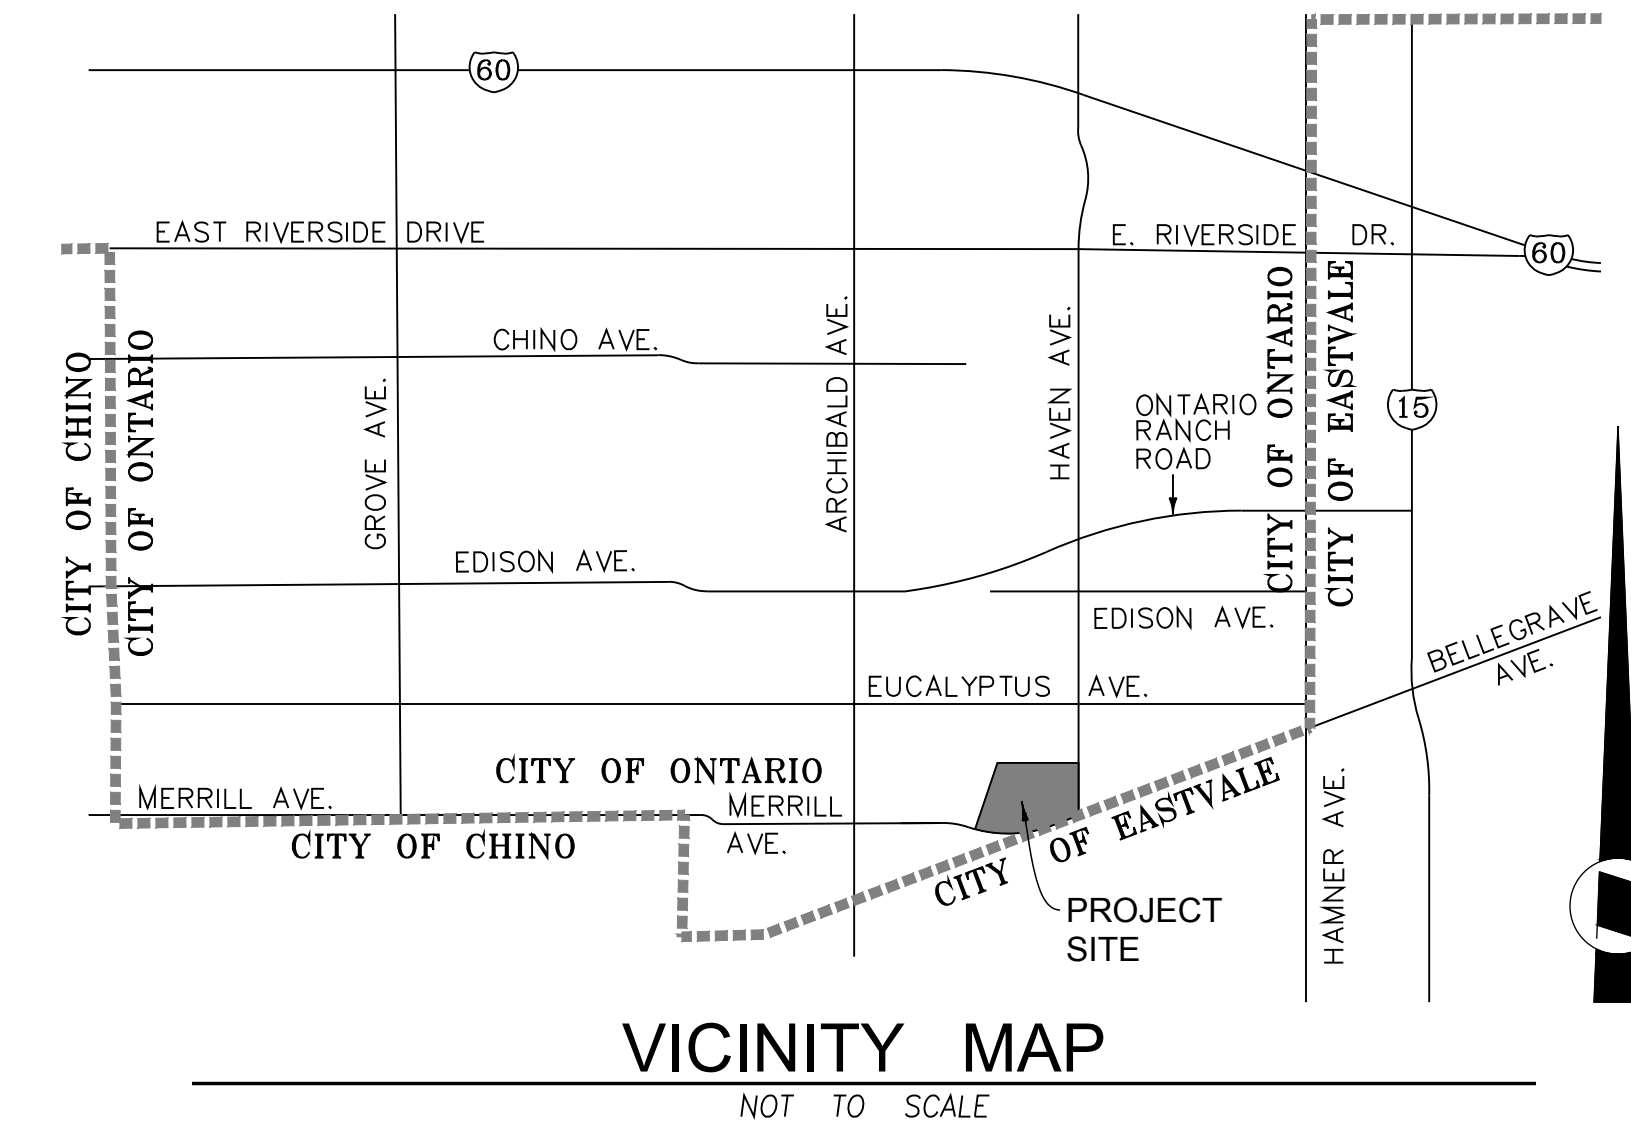 60
EAST RIVERSIDE DRIVE
E. RIVERSIDE DR.
60
CHINO AVE.
ARCHIBALD AVE.
HAVEN AVE.
GROVE AVE.
CITY OF CHINO
CITY OF ONTARIO
CITY OF ONTARIO
CITY OF EASTVALE
15
ONTARIO
RANCH
ROAD
EDISON AVE.
EDISON AVE.
BELLEGRAVE
AVE.
EUCALYPTUS AVE.
CITY OF ONTARIO
MERRILL AVE.
MERRILL
AVE.
CITY OF CHINO
CITY OF EASTVALE
HAMNER AVE.
PROJECT
SITE
VICINITY MAP
NOT TO SCALE